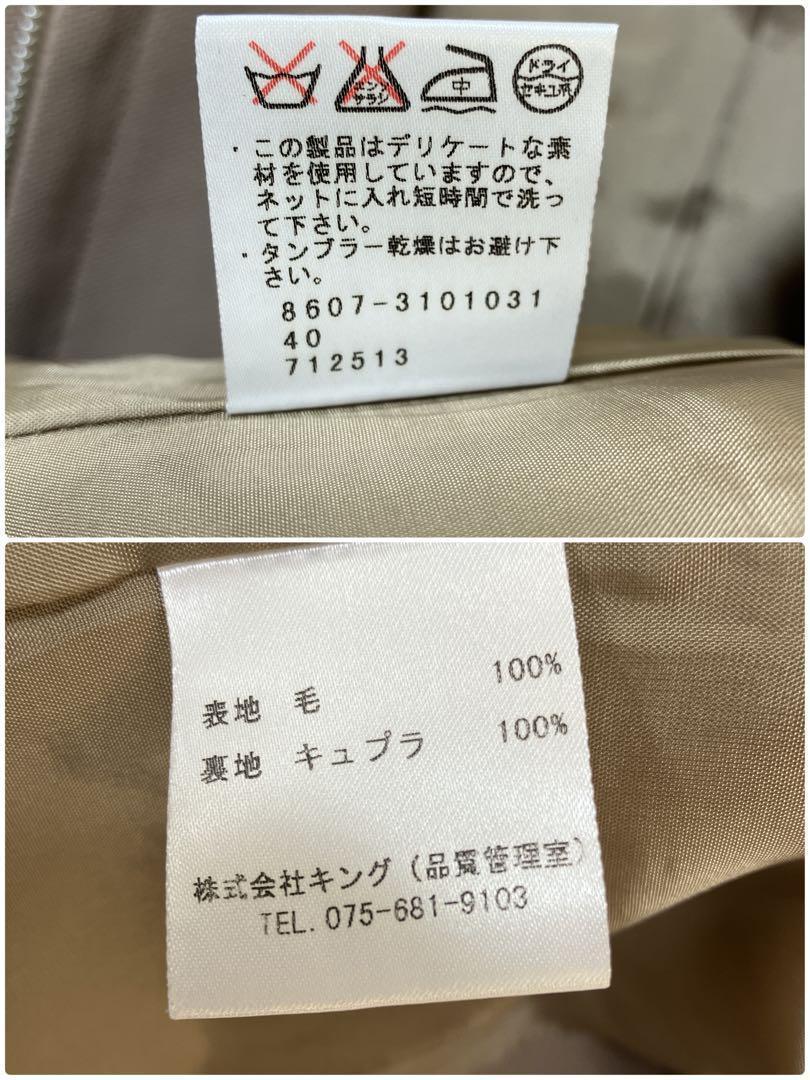 エンソ
サラシ
中
ドライ
セキユ系
・この製品はデリケートな素
材を使用していますので、
ネットに入れ短時間で洗っ
て下さい。
・タンブラー乾燥はお避け下
さい。
8607-3101031
40
712513
表地 毛 100%
裏地 キュプラ 100%
株式会社キング(品質管理室)
TEL.075-681-9103